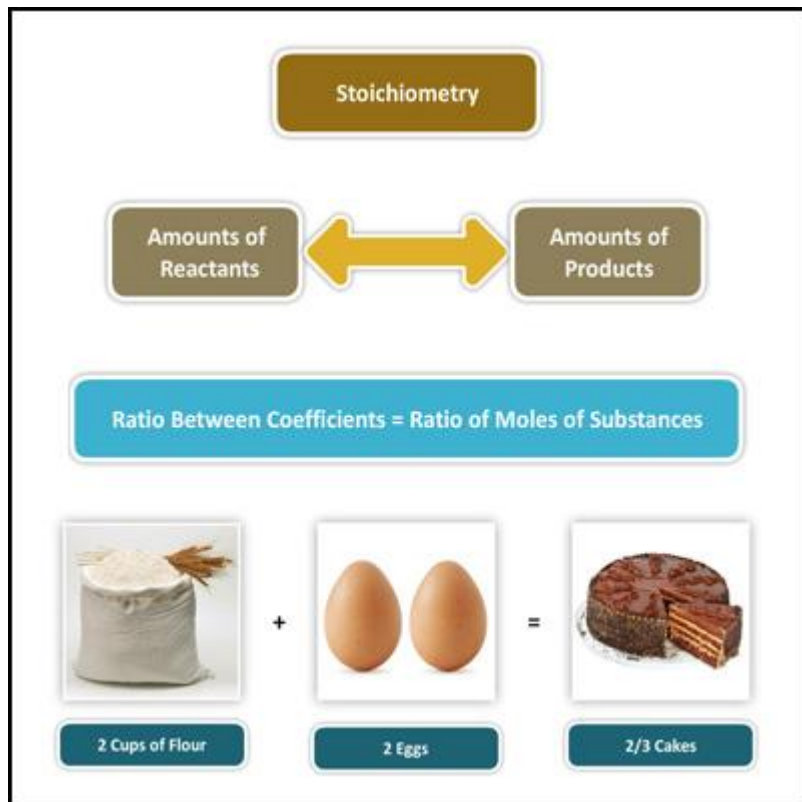 Stoichiometry
Amounts of
Reactants
Amounts of
Products
Ratio Between Coefficients = Ratio of Moles of Substances
+
=
2 Cups of Flour
2 Eggs
2/3 Cakes